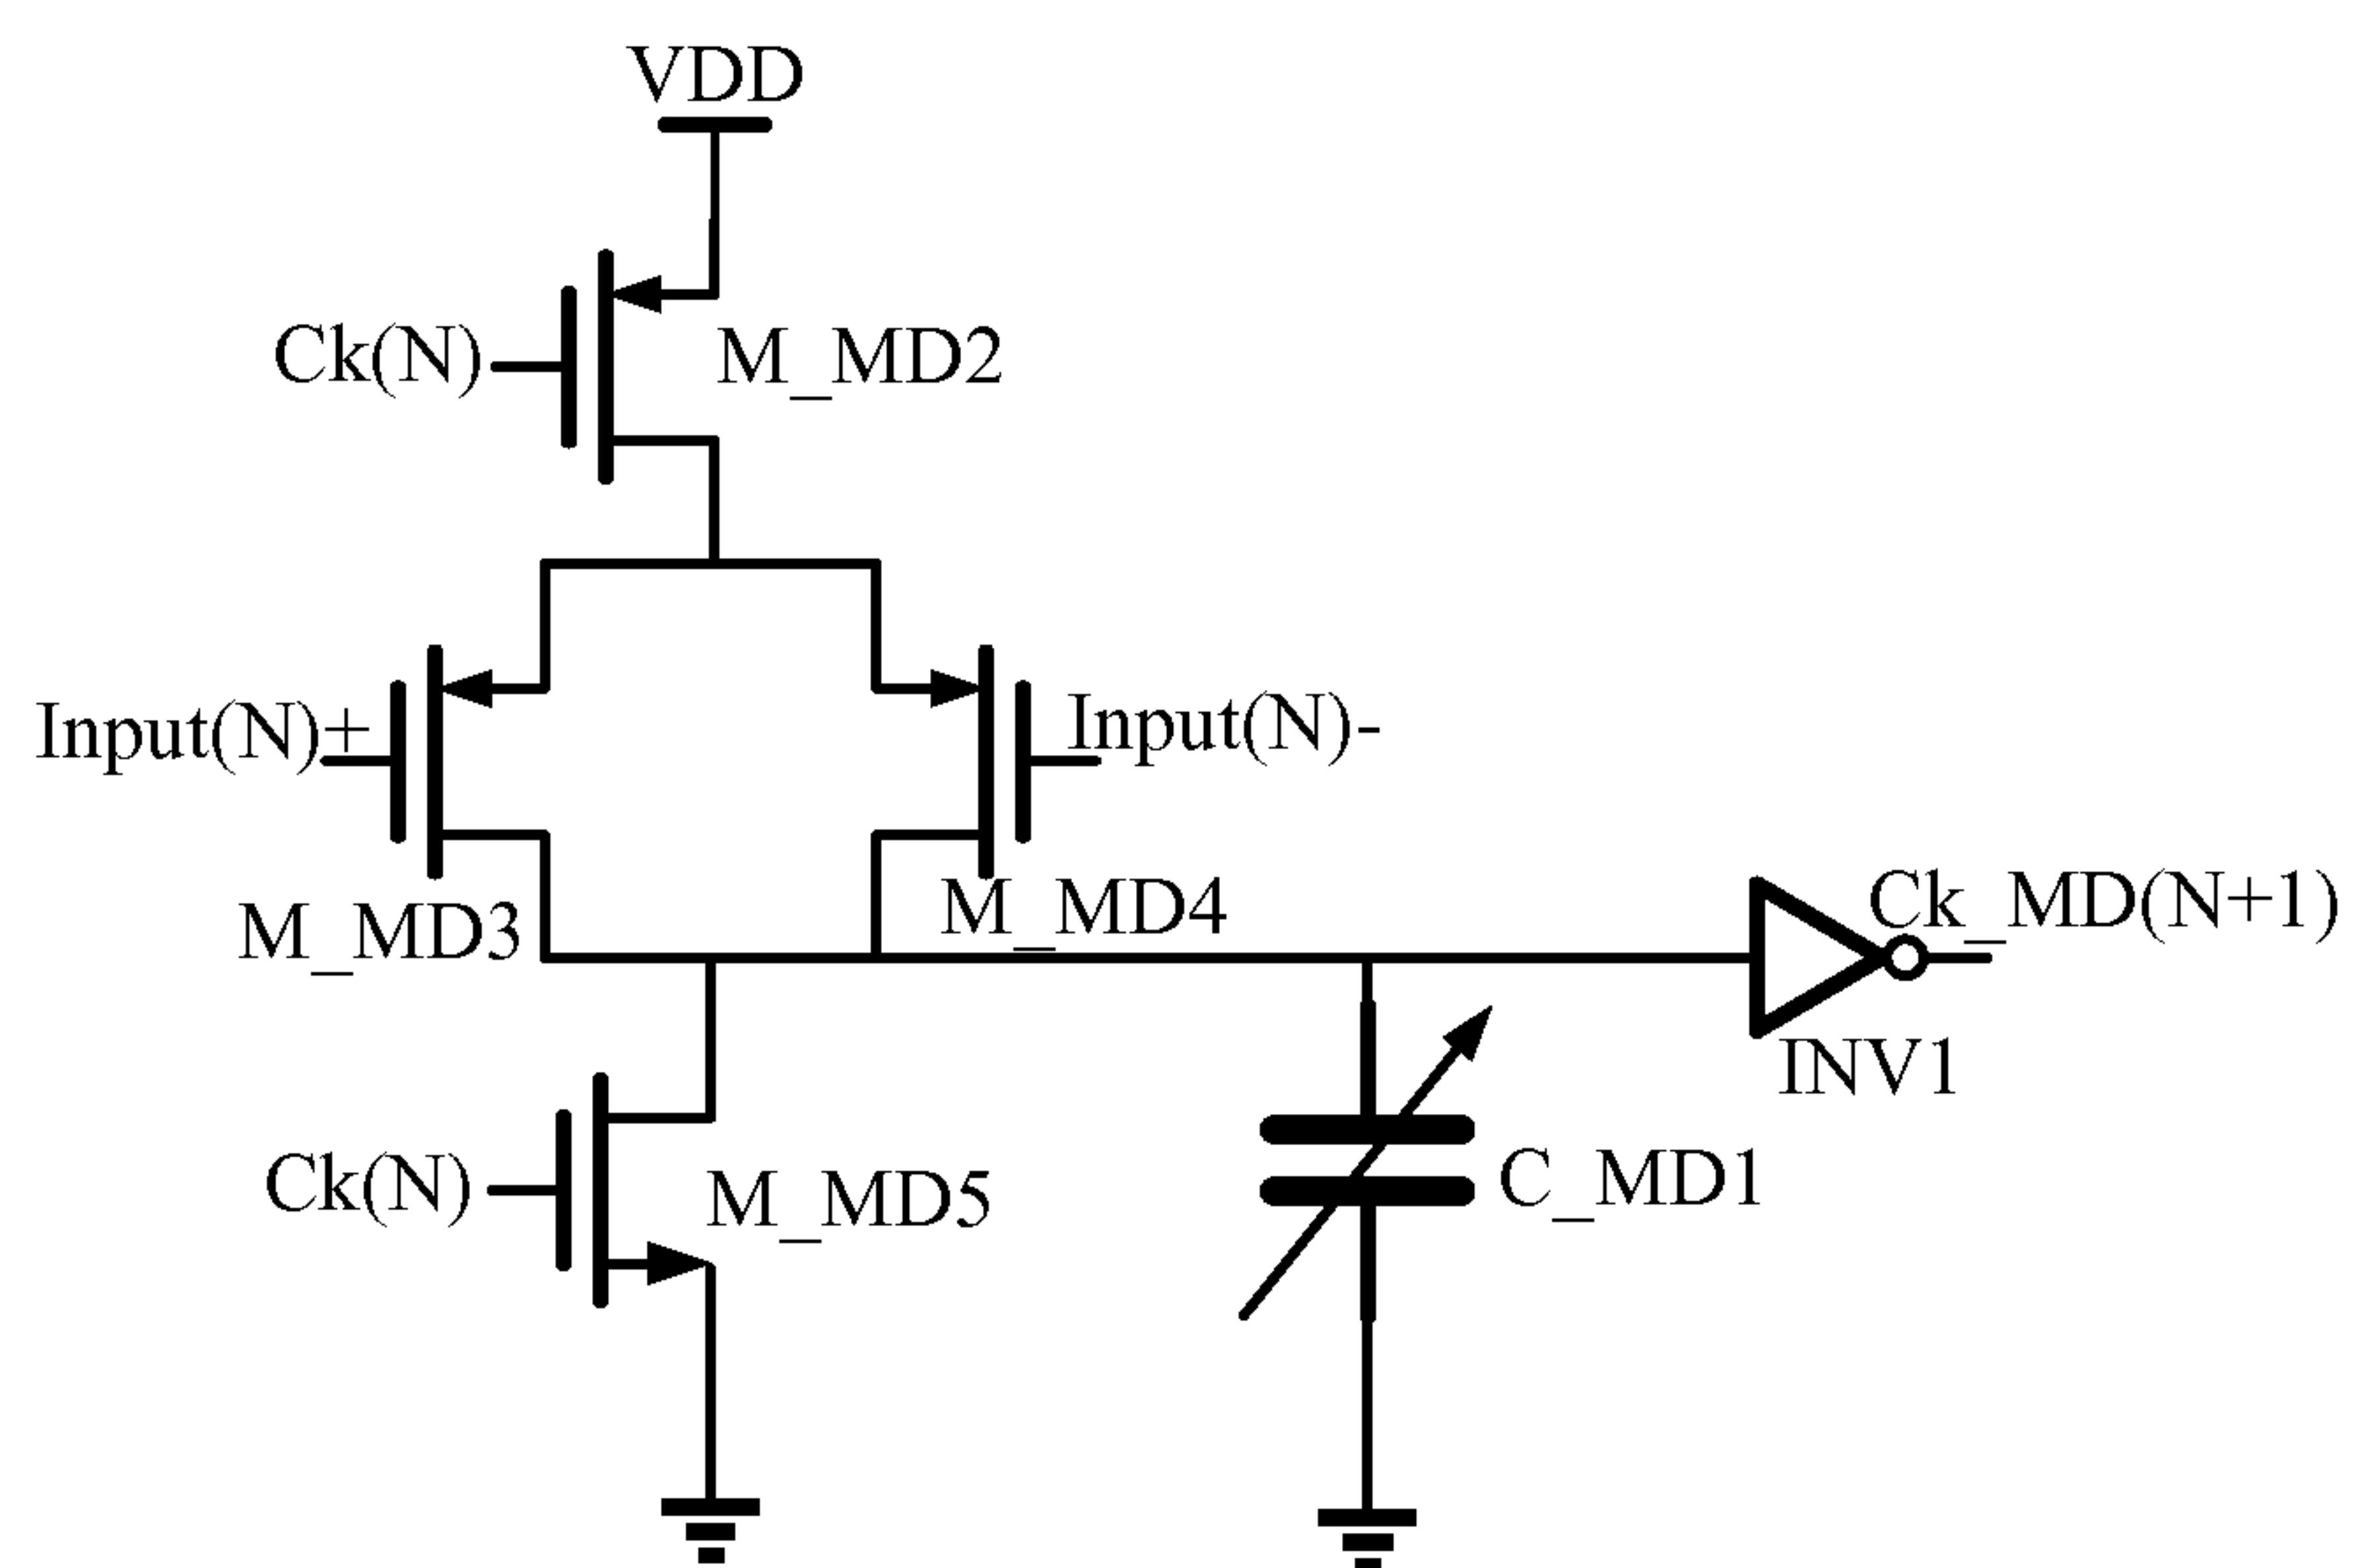 VDD
Ck(N)
M_MD2
Input(N)+
Input(N)-
M_MD3
M_MD4
Ck_MD(N+1)
INV1
Ck(N)
M_MD5
C_MD1